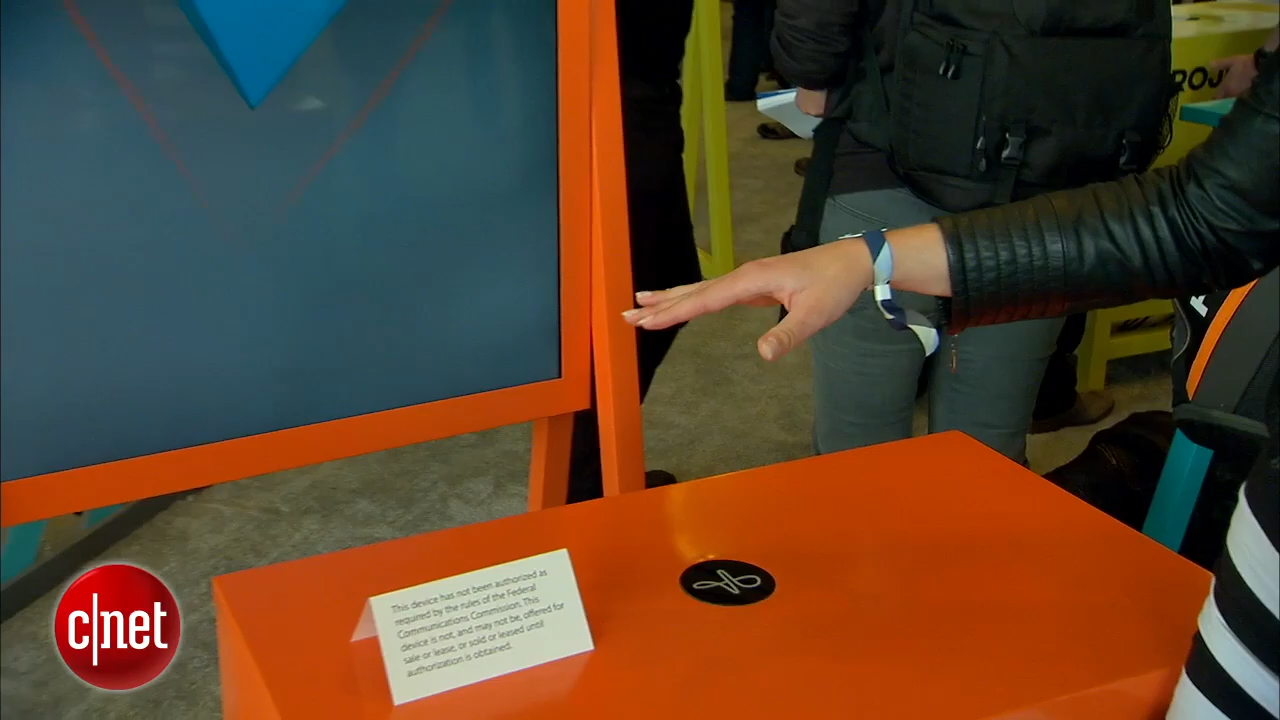 ROJ
This device has not been authorized as
required by the rules of the Federal
Communications Commission. This
device is not, and may not be, offered for
sale or lease, or sold or leased until
authorization is obtained.
c|net